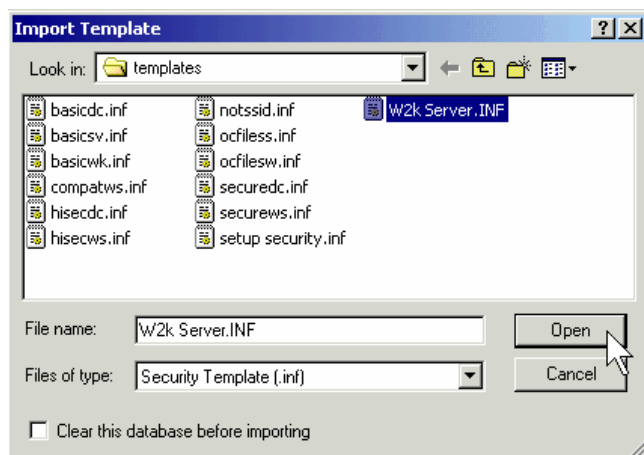 Import Template
Look in: templates
basicdc.inf
basicsv.inf
basicwk.inf
compatws.inf
hisecdc.inf
hisecws.inf
notssid.inf
ocfiless.inf
ocfilesw.inf
securedc.inf
securews.inf
setup security.inf
W2k Server.INF
File name: W2k Server.INF
Open
Files of type: Security Template (.inf)
Cancel
Clear this database before importing